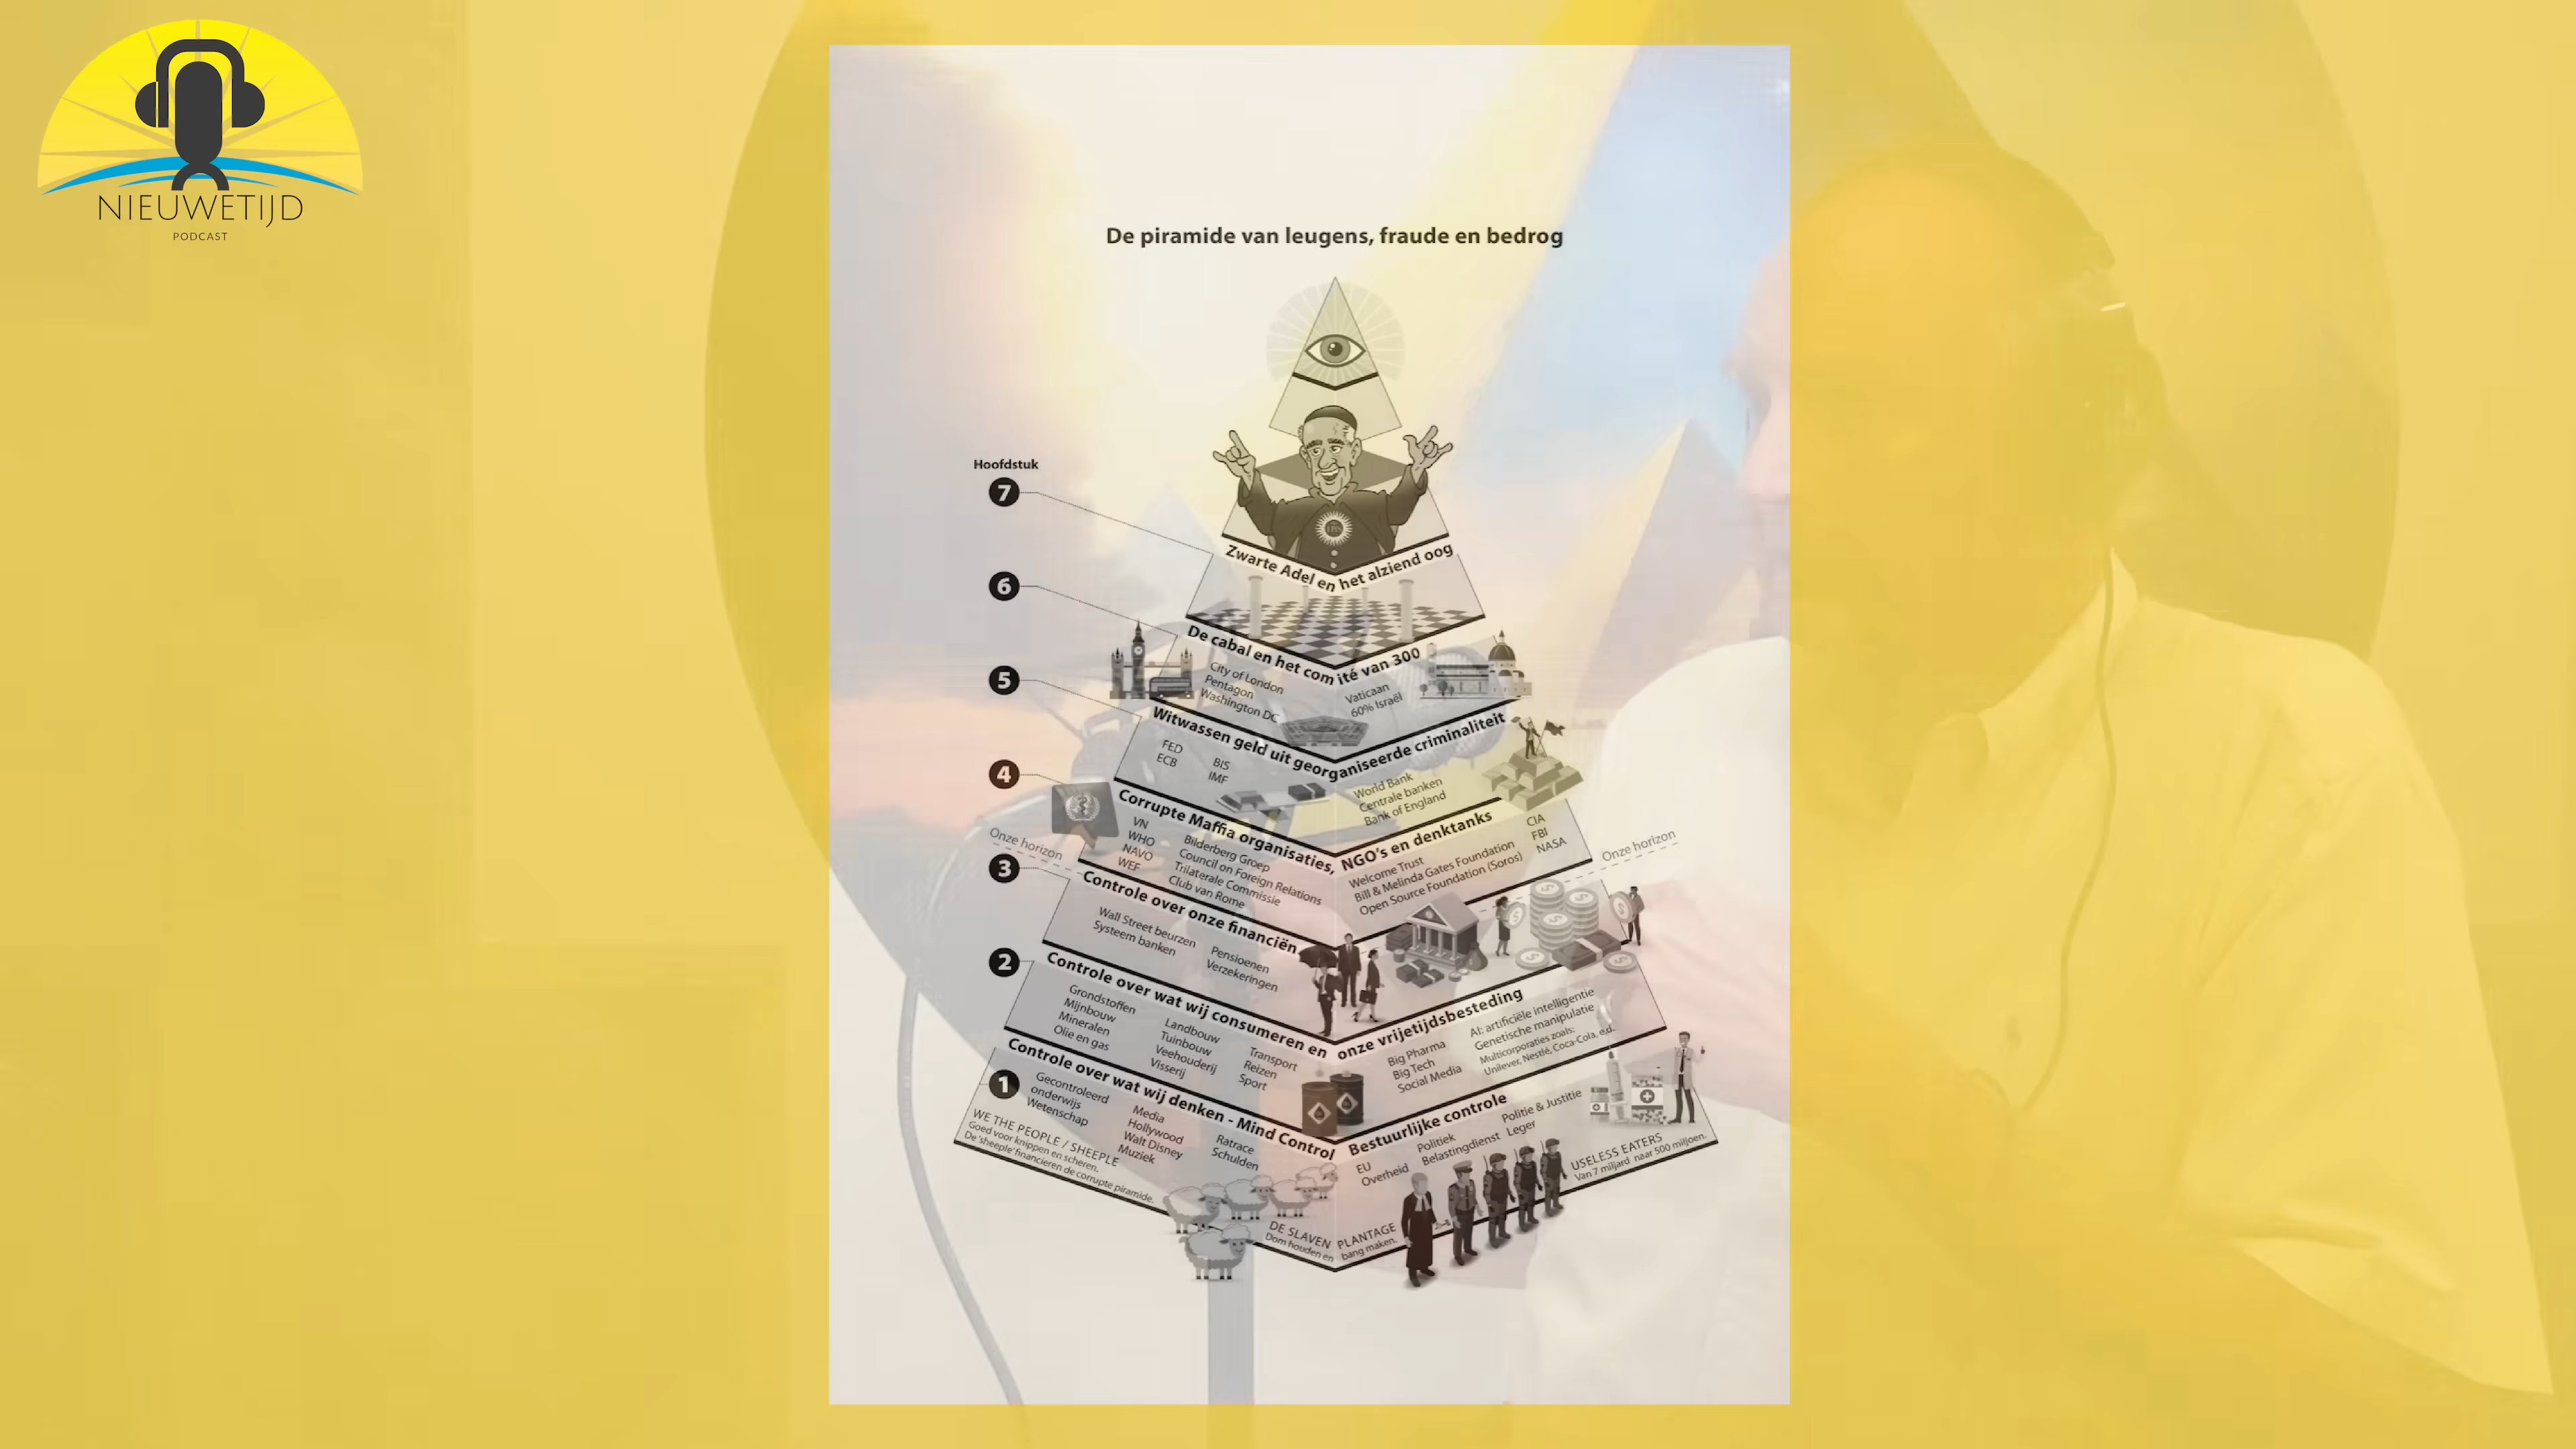 NIEUWETIJD
PODCAST
De piramide van leugens, fraude en bedrog
Hoofdstuk
7
Zwarte Adel en het alziend oog
6
De cabal en het comité van 300
City of London
Pentagon
Washington DC
Vaticaan
60% Israël
5
Witwassen geld uit georganiseerde criminaliteit
FED
ECB
BIS
IMF
World Bank
Centrale banken
Bank of England
4
Corrupte Maffia organisaties, NGO's en denktanks
VN
WHO
NAVO
WEF
Bilderberg Groep
Council on Foreign Relations
Trilaterale Commissie
Club van Rome
Welcome Trust
Bill & Melinda Gates Foundation
Open Source Foundation (Soros)
CIA
FBI
NASA
Onze horizon
Onze horizon
3
Controle over onze financiën
Wall Street beurzen
Systeem banken
Pensioenen
Verzekeringen
2
Controle over wat wij consumeren en onze vrijetijdsbesteding
Grondstoffen
Mijnbouw
Mineralen
Olie en gas
Landbouw
Tuinbouw
Veehouderij
Visserij
Transport
Reizen
Sport
Big Pharma
Big Tech
Social Media
AI: artificiële intelligentie
Genetische manipulatie
Multicorporaties zoals:
Unilever, Nestlé, Coca-Cola, e.d.
1
Controle over wat wij denken - Mind Control
Bestuurlijke controle
Gecontroleerd
onderwijs
Wetenschap
Media
Hollywood
Walt Disney
Muziek
Ratrace
Schulden
EU
Overheid
Politiek
Belastingdienst
Politie & Justitie
Leger
WE THE PEOPLE / SHEEPLE
Goed voor knippen en scheren.
De 'sheeple' financieren de corrupte piramide.
DE SLAVEN PLANTAGE
Dom houden en bang maken.
USELESS EATERS
Van 7 miljard naar 500 miljoen.